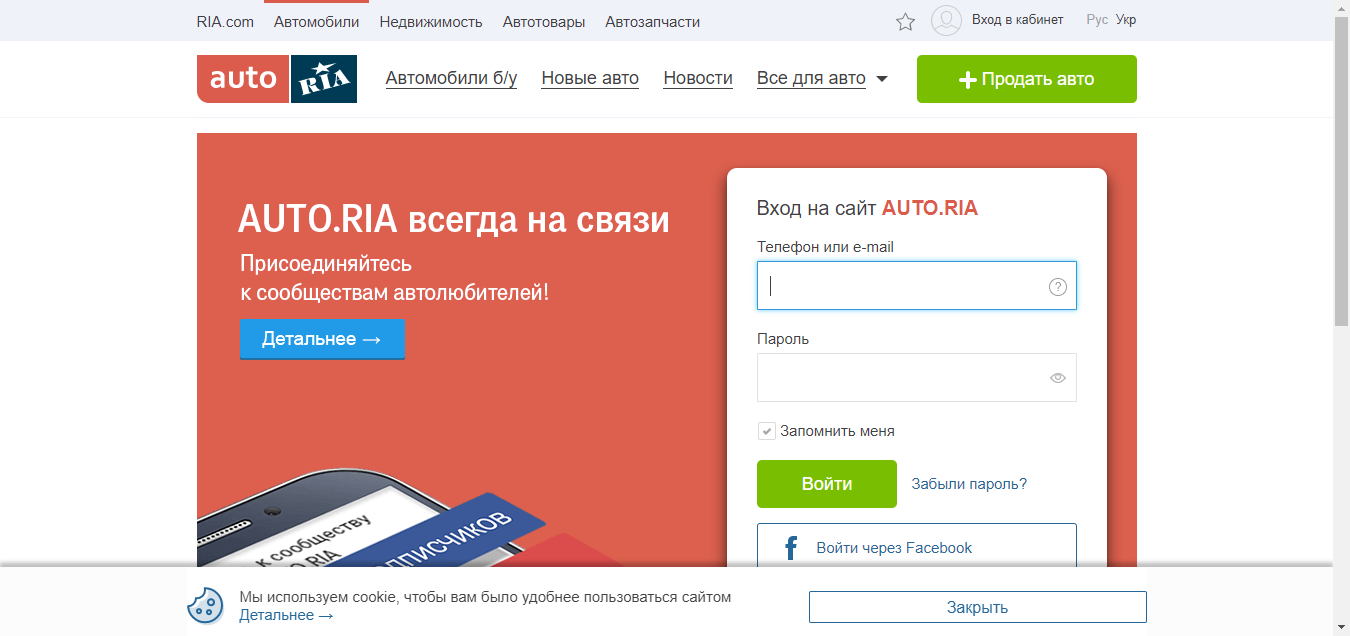 RIA.com Автомобили Недвижимость Автотовары Автозапчасти Вход в кабинет Рус Укр
auto RIA Автомобили б/у Новые авто Новости Все для авто Продать авто
AUTO.RIA всегда на связи
Присоединяйтесь
к сообществам автолюбителей!
Детальнее →
Вход на сайт AUTO.RIA
Телефон или e-mail
?
Пароль
Запомнить меня
Войти Забыли пароль?
f Войти через Facebook
к сообществу
RIA
Мы используем cookie, чтобы вам было удобнее пользоваться сайтом
Детальнее →
Закрыть